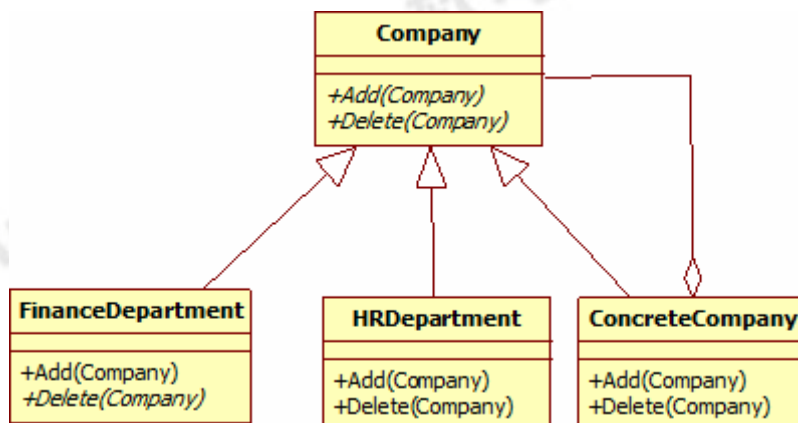 Company
+Add(Company)
+Delete(Company)
FinanceDepartment
+Add(Company)
+Delete(Company)
HRDepartment
+Add(Company)
+Delete(Company)
ConcreteCompany
+Add(Company)
+Delete(Company)